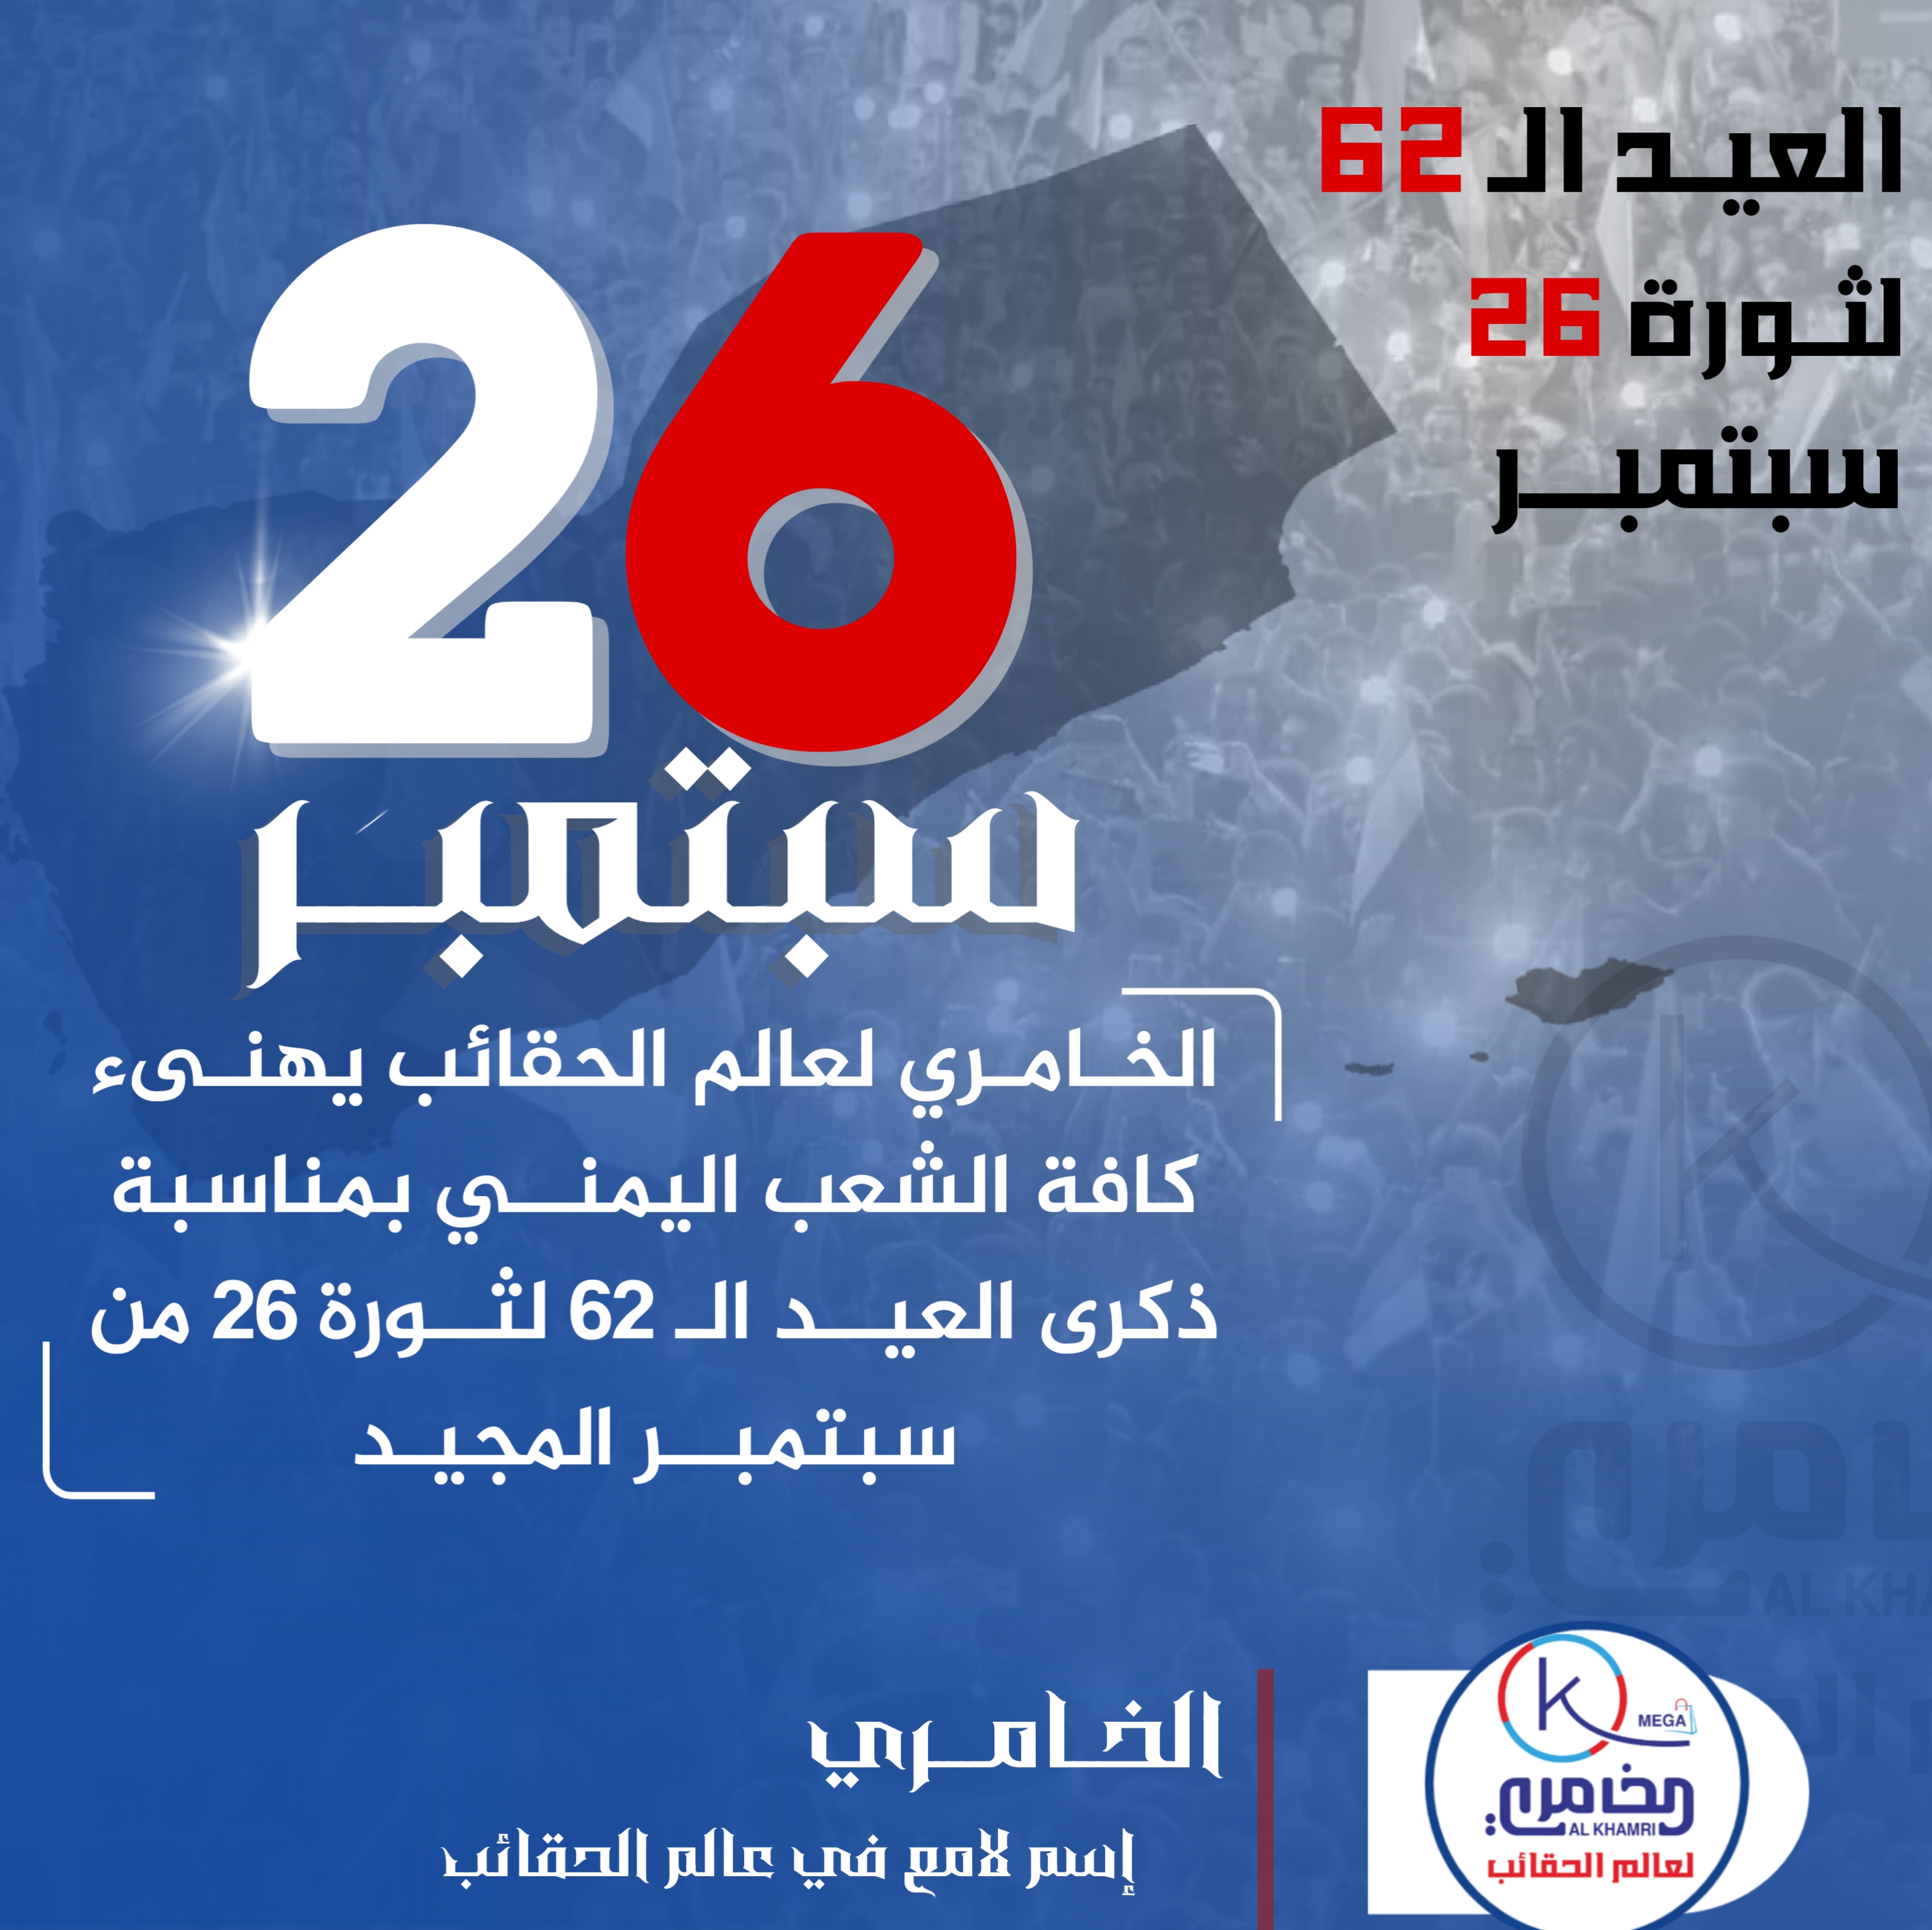 العيد الـ 62
لثورة 26
سبتمبر
26
سبتمبر
الخامري لعالم الحقائب يهنىء
كافة الشعب اليمني بمناسبة
ذكرى العيد الـ 62 لثورة 26 من
سبتمبر المجيد
الخامري
إسم لامع في عالم الحقائب
K
MEGA
الخامري
AL KHAMRI
لعالم الحقائب